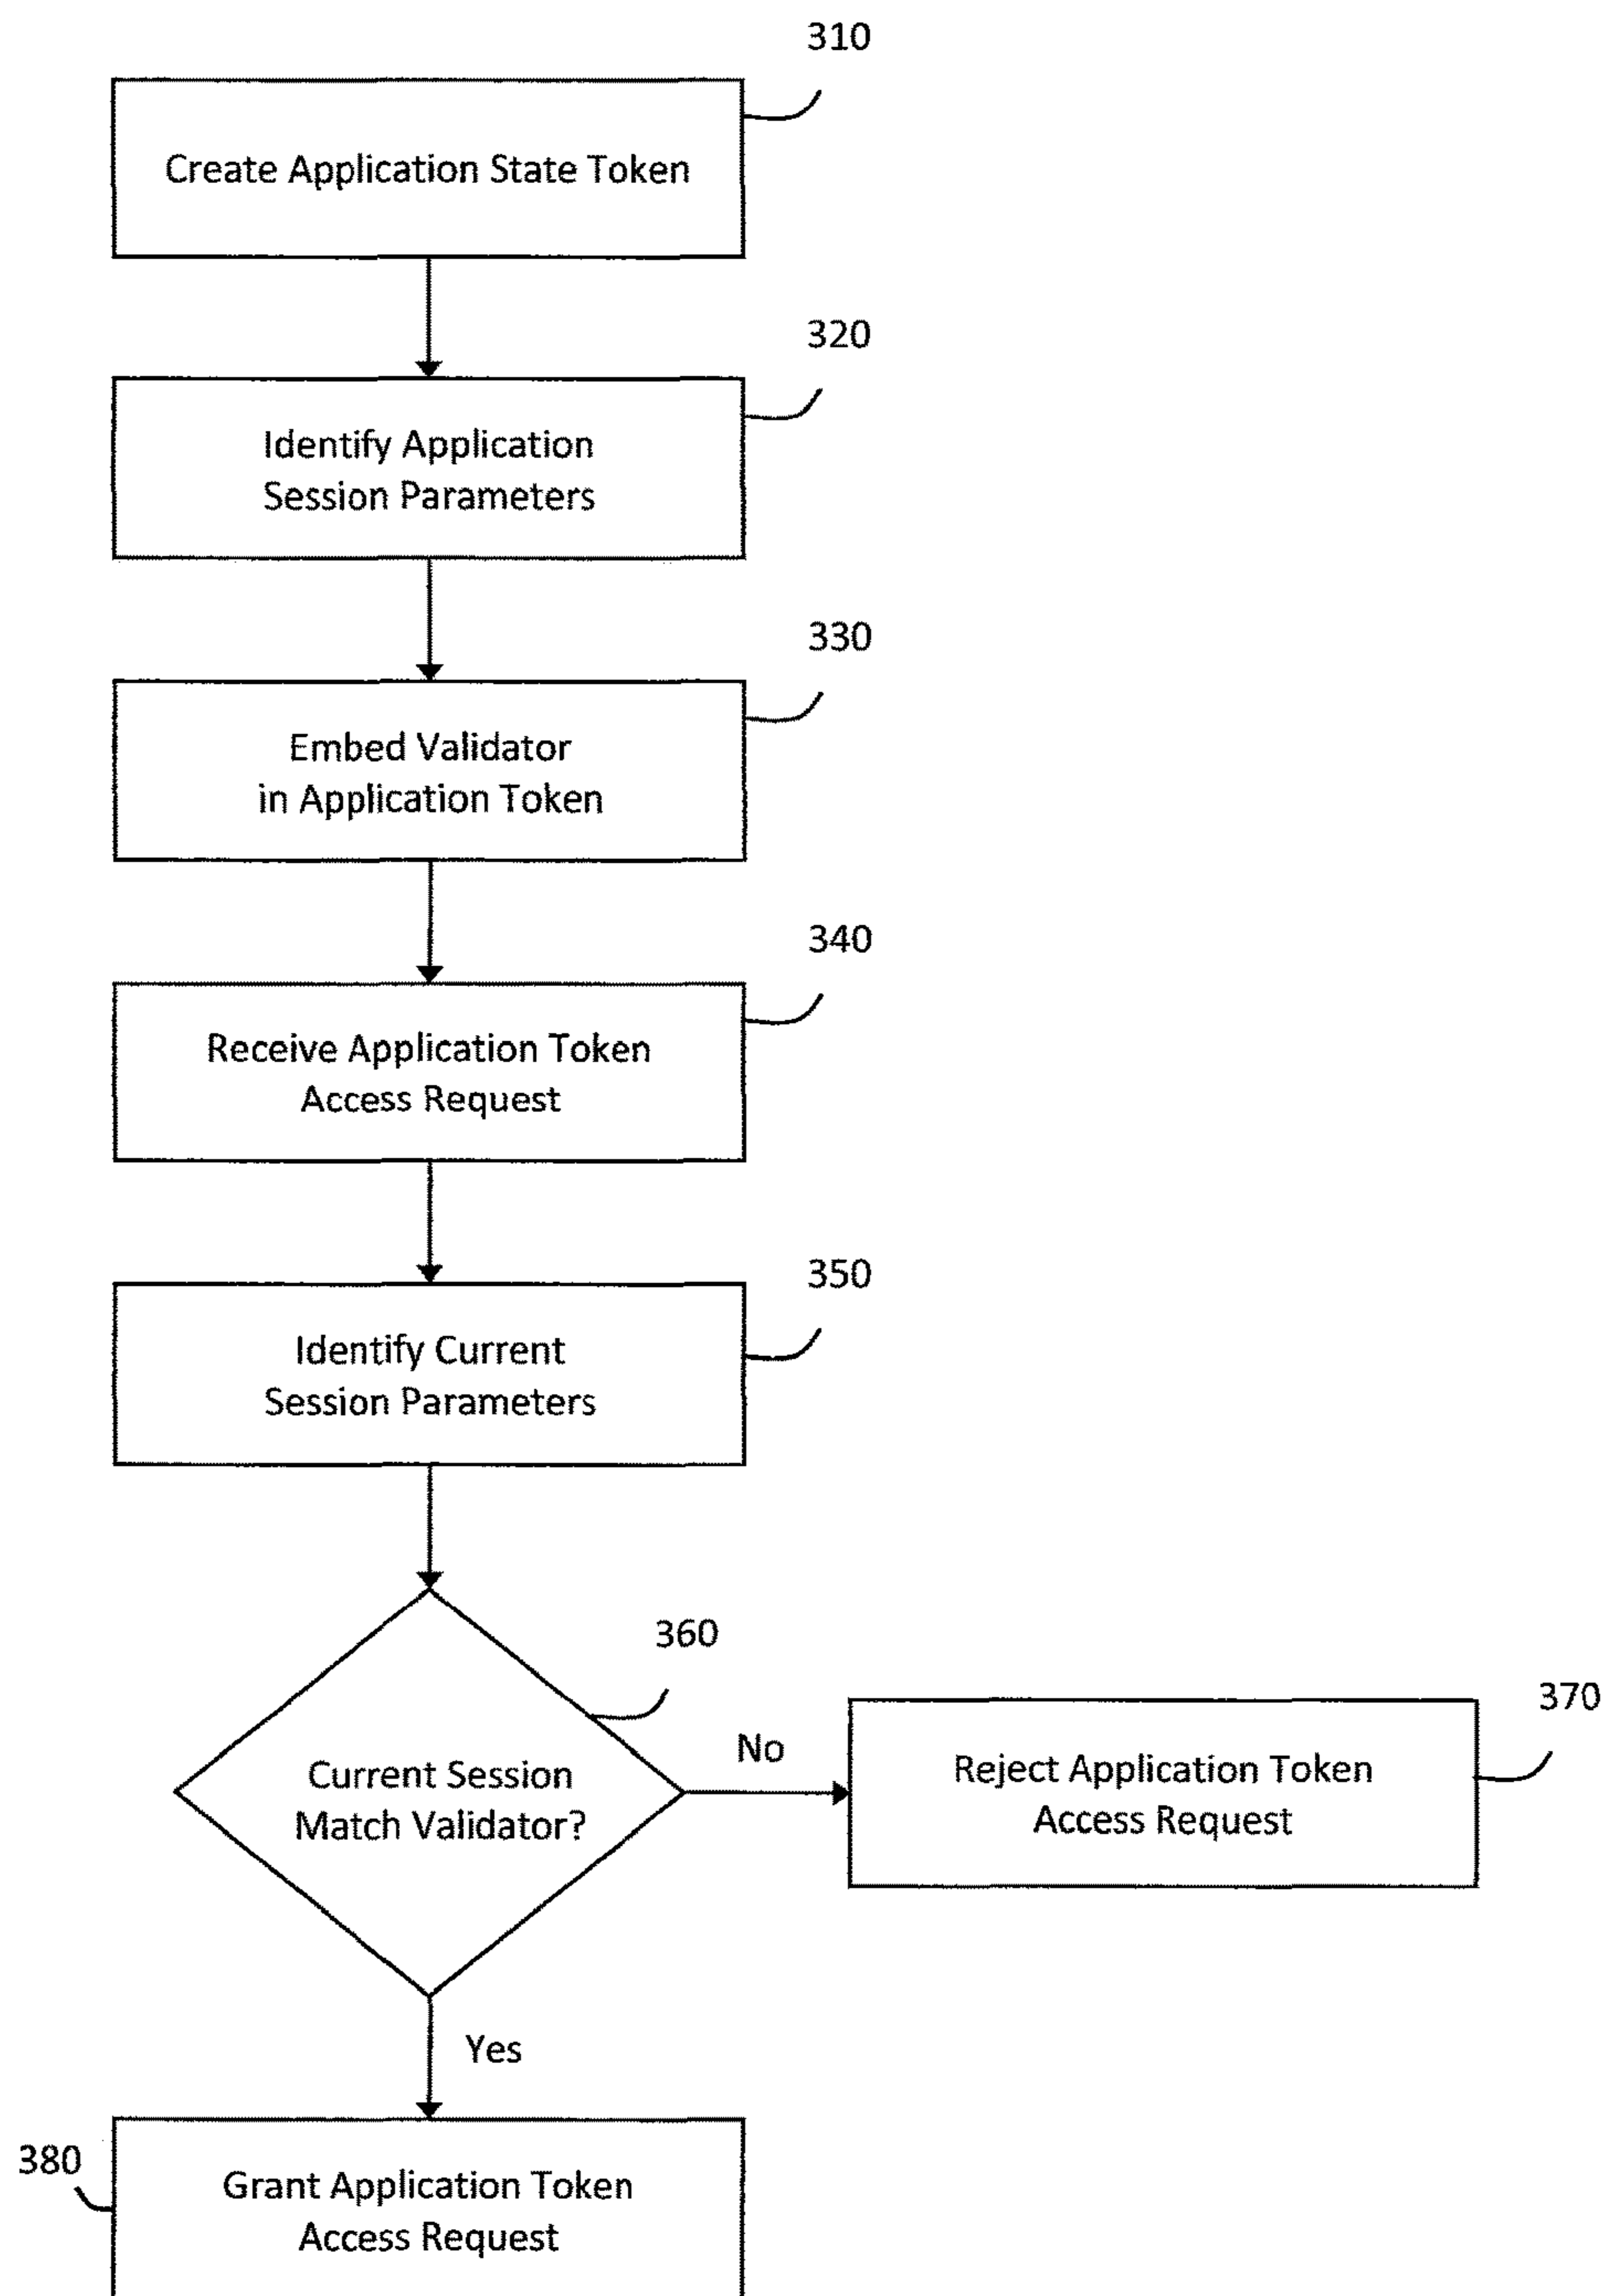 310
Create Application State Token
320
Identify Application
Session Parameters
330
Embed Validator
in Application Token
340
Receive Application Token
Access Request
350
Identify Current
Session Parameters
360
Current Session
Match Validator?
No
370
Reject Application Token
Access Request
Yes
380
Grant Application Token
Access Request